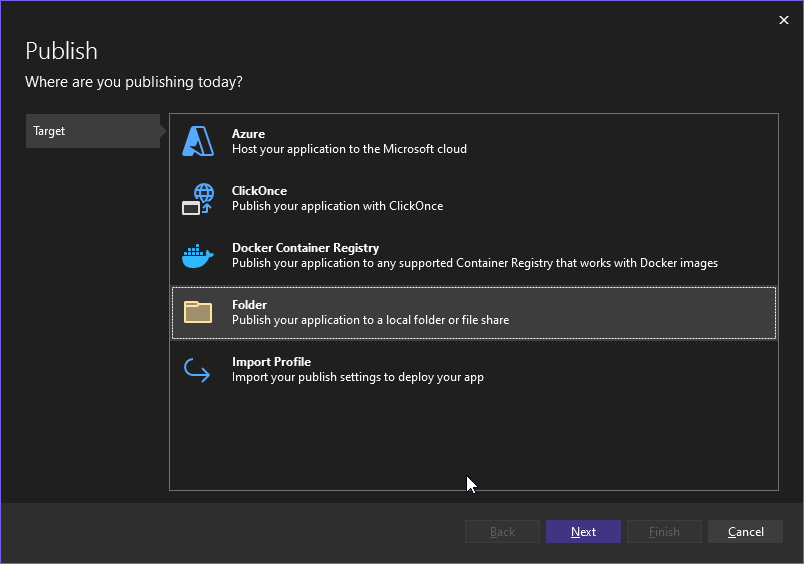 Publish
Where are you publishing today?
Target
Azure
Host your application to the Microsoft cloud
ClickOnce
Publish your application with ClickOnce
Docker Container Registry
Publish your application to any supported Container Registry that works with Docker images
Folder
Publish your application to a local folder or file share
Import Profile
Import your publish settings to deploy your app
Back
Next
Finish
Cancel